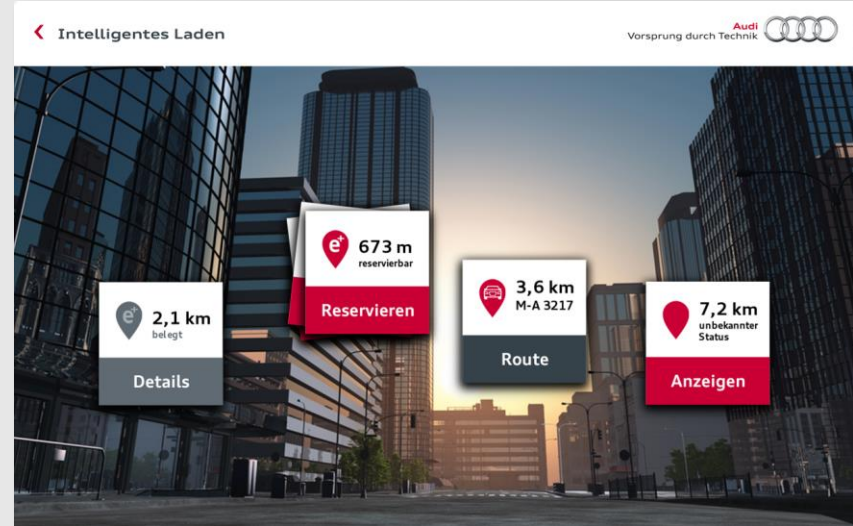 Intelligentes Laden
Audi
Vorsprung durch Technik
e+ 2,1 km
belegt
Details
e+ 673 m
reservierbar
Reservieren
3,6 km
M-A 3217
Route
7,2 km
unbekannter
Status
Anzeigen